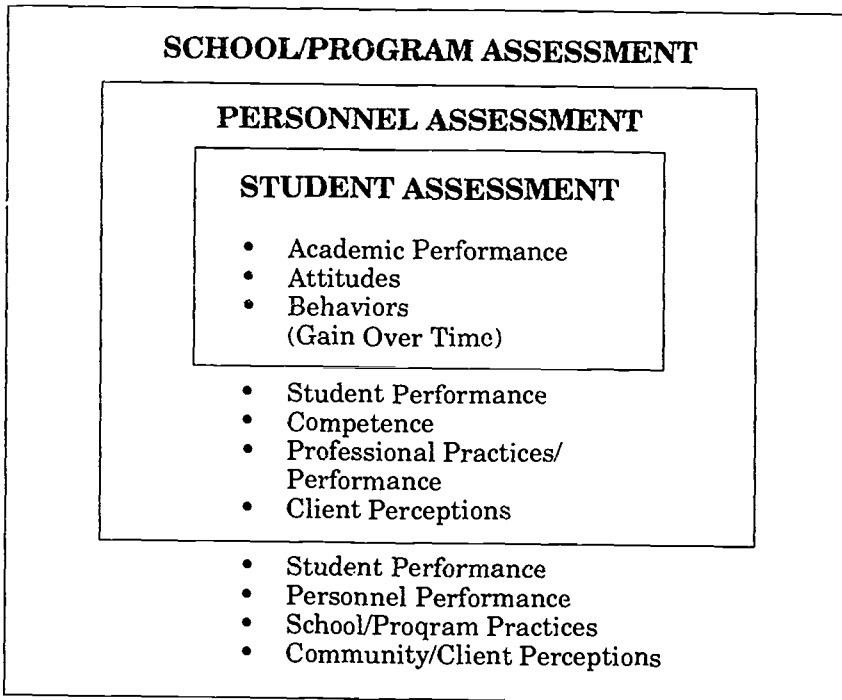 SCHOOL/PROGRAM ASSESSMENT
PERSONNEL ASSESSMENT
STUDENT ASSESSMENT
• Academic Performance
• Attitudes
• Behaviors
(Gain Over Time)
• Student Performance
• Competence
• Professional Practices/
Performance
• Client Perceptions
• Student Performance
• Personnel Performance
• School/Program Practices
• Community/Client Perceptions